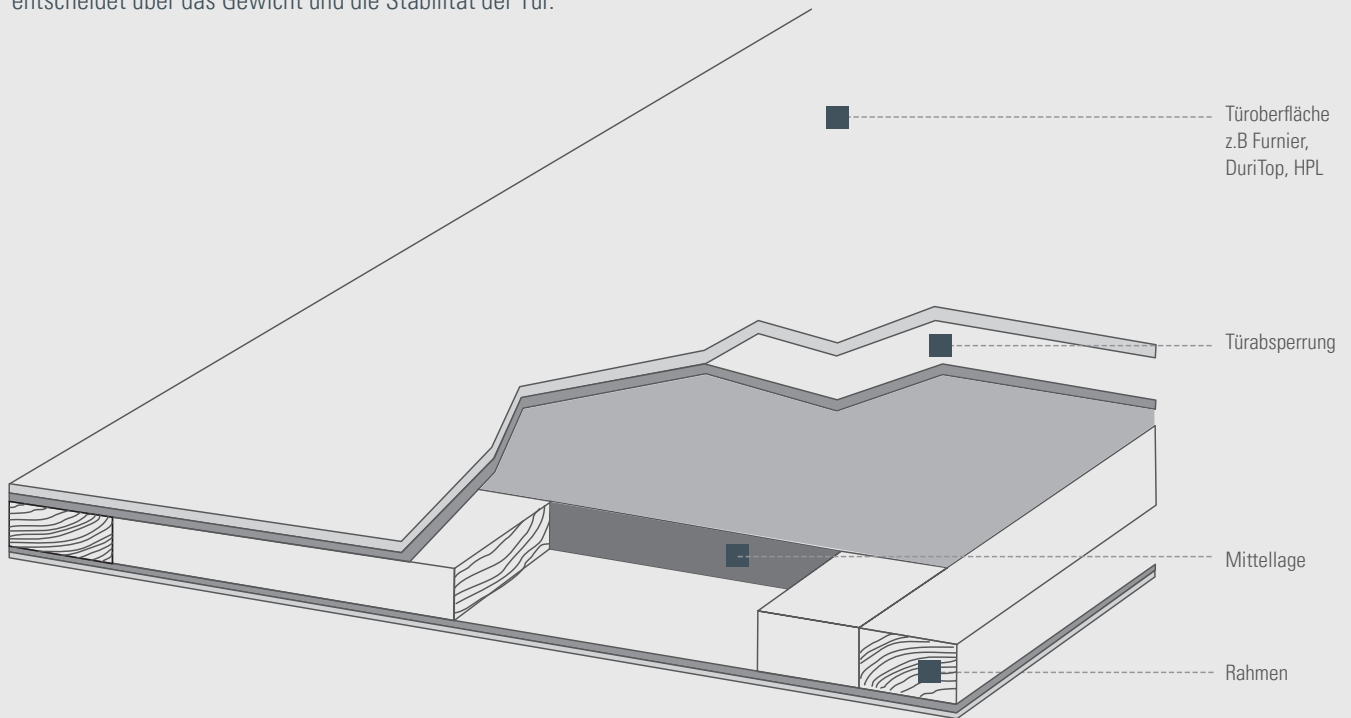 entscheidet über das Gewicht und die Stabilität der Tür.
Türoberfläche
z.B Furnier,
DuriTop, HPL
Türabsperrung
Mittellage
Rahmen